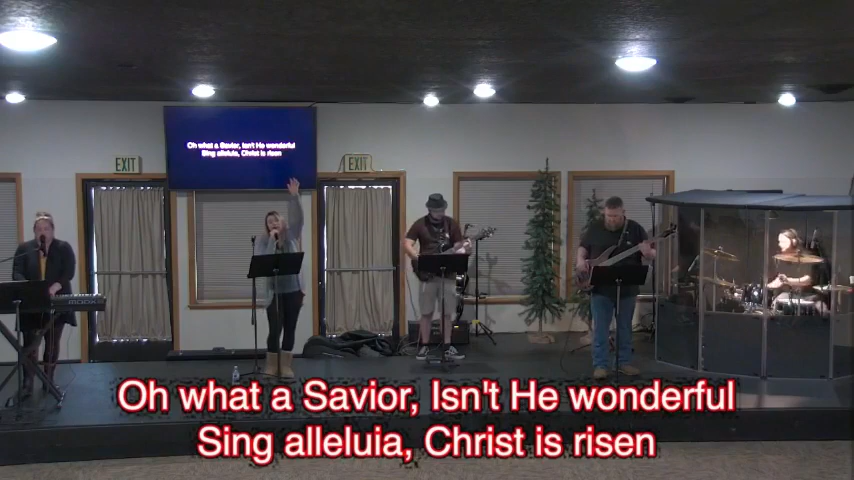 Oh what a Savior, Isn't He wonderful
Sing alleluia, Christ is risen
EXIT
EXIT
MODX
Oh what a Savior, Isn't He wonderful
Sing alleluia, Christ is risen